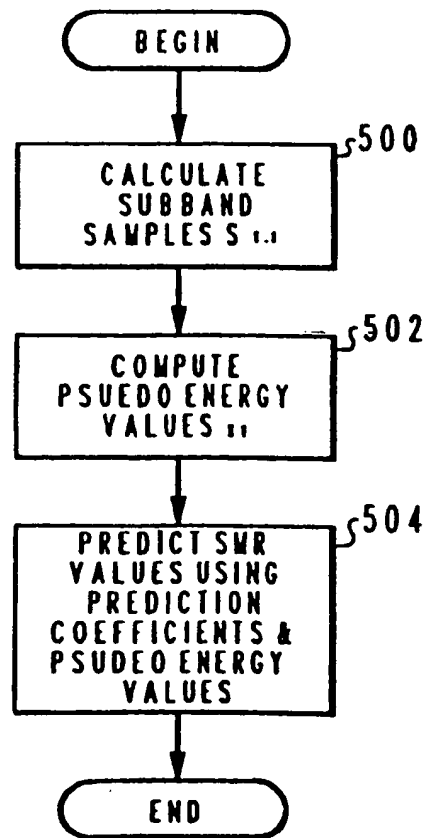 BEGIN
500
CALCULATE
SUBBAND
SAMPLES S
502
COMPUTE
PSUEDO ENERGY
VALUES
504
PREDICT SMR
VALUES USING
PREDICTION
COEFFICIENTS &
PSUDEO ENERGY
VALUES
END